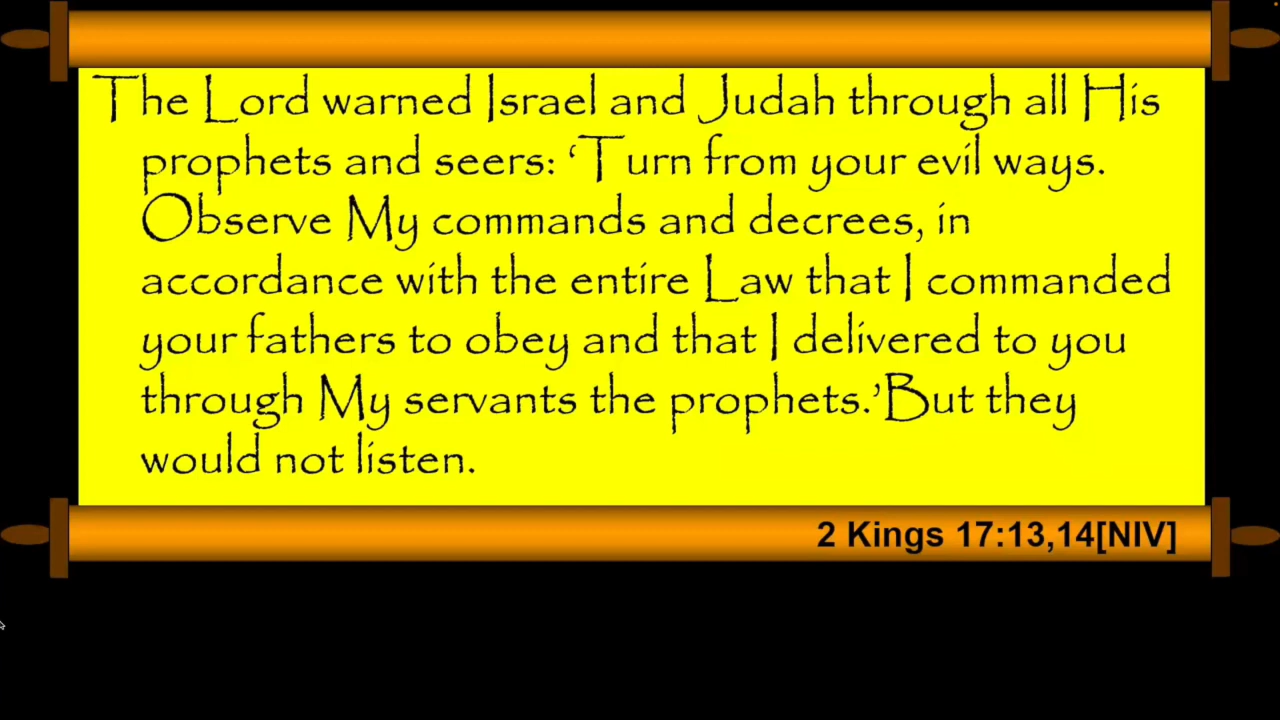 The Lord warned Israel and Judah through all His
prophets and seers: ‘Turn from your evil ways.
Observe My commands and decrees, in
accordance with the entire Law that I commanded
your fathers to obey and that I delivered to you
through My servants the prophets.’But they
would not listen.
2 Kings 17:13,14[NIV]